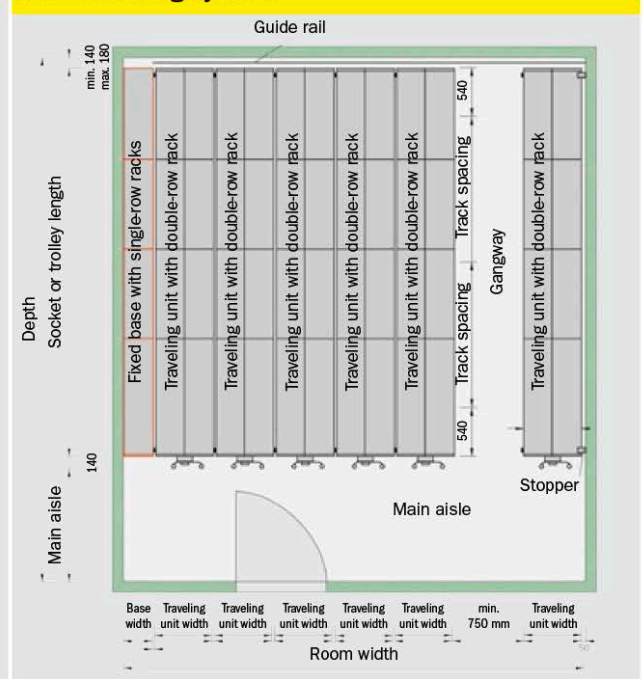 Guide rail
min. 140
max. 180
Depth
Socket or trolley length
Fixed base with single-row racks
Traveling unit with double-row rack
Traveling unit with double-row rack
Traveling unit with double-row rack
Traveling unit with double-row rack
Traveling unit with double-row rack
540
Track spacing
Track spacing
540
Gangway
Traveling unit with double-row rack
140
Main aisle
Main aisle
Stopper
Base
width
Traveling
unit width
Traveling
unit width
Traveling
unit width
Traveling
unit width
Traveling
unit width
min.
750 mm
Traveling
unit width
50
Room width